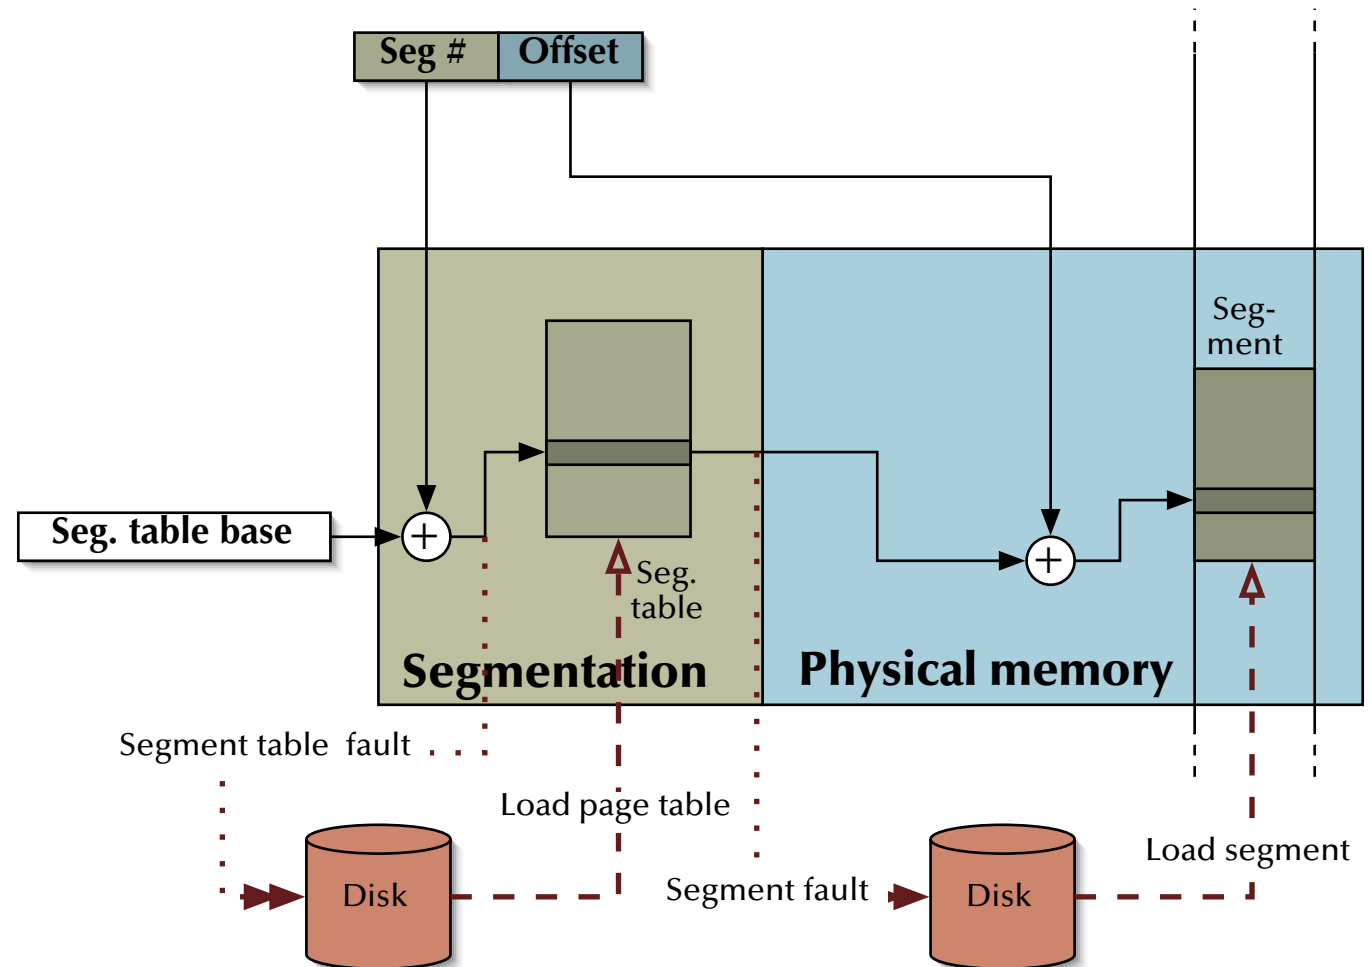 Seg # Offset
Seg-
ment
Seg. table base
+
+
Seg.
table
Segmentation
Physical memory
Segment table fault
Load page table
Load segment
Segment fault
Disk
Disk